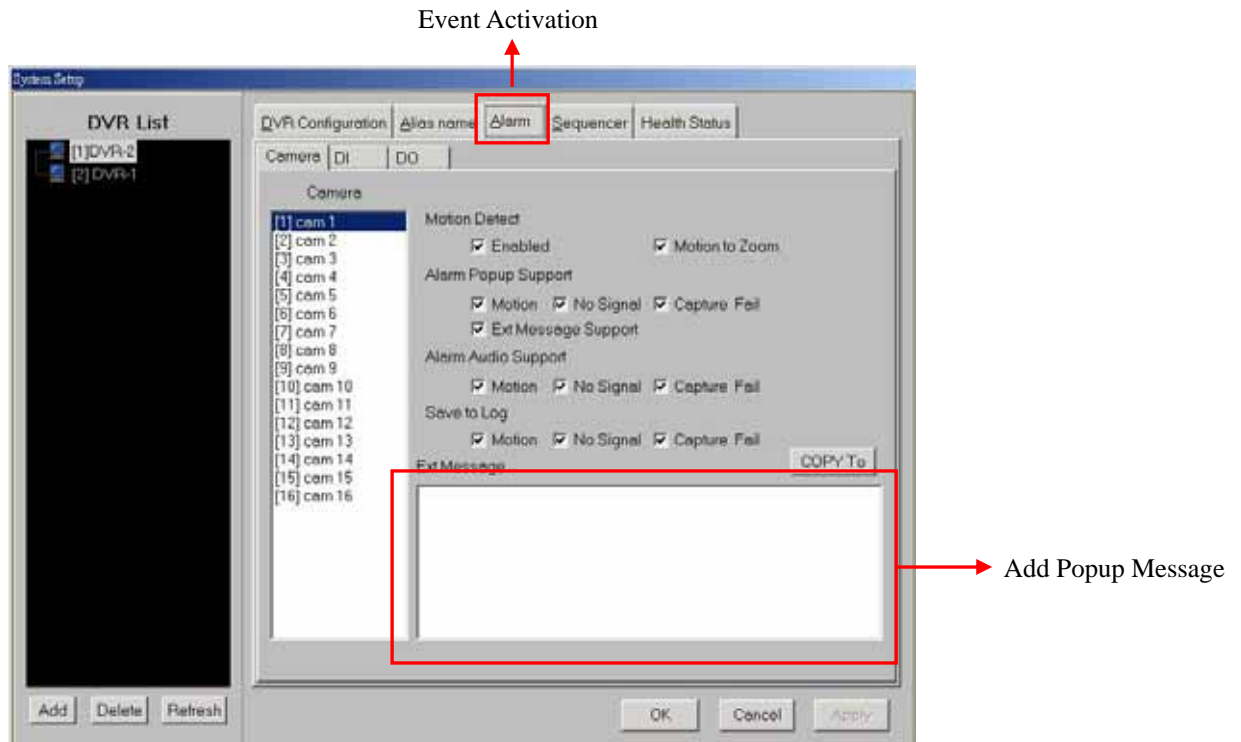 Event Activation
System Setup
DVR List
[1]DVR-2
[2]DVR-1
Add Delete Refresh
DVR Configuration Alias name Alarm Sequencer Health Status
Camera DI DO
Camera
[1] cam 1
[2] cam 2
[3] cam 3
[4] cam 4
[5] cam 5
[6] cam 6
[7] cam 7
[8] cam 8
[9] cam 9
[10] cam 10
[11] cam 11
[12] cam 12
[13] cam 13
[14] cam 14
[15] cam 15
[16] cam 16
Motion Detect
Enabled Motion to Zoom
Alarm Popup Support
Motion No Signal Capture Fail
Ext Message Support
Alarm Audio Support
Motion No Signal Capture Fail
Save to Log
Motion No Signal Capture Fail
Ext Message COPY To
Add Popup Message
OK Cancel Apply